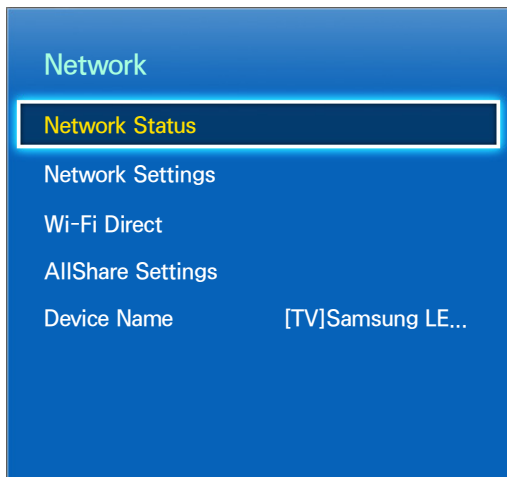 Network
Network Status
Network Settings
Wi-Fi Direct
AllShare Settings
Device Name [TV]Samsung LE...